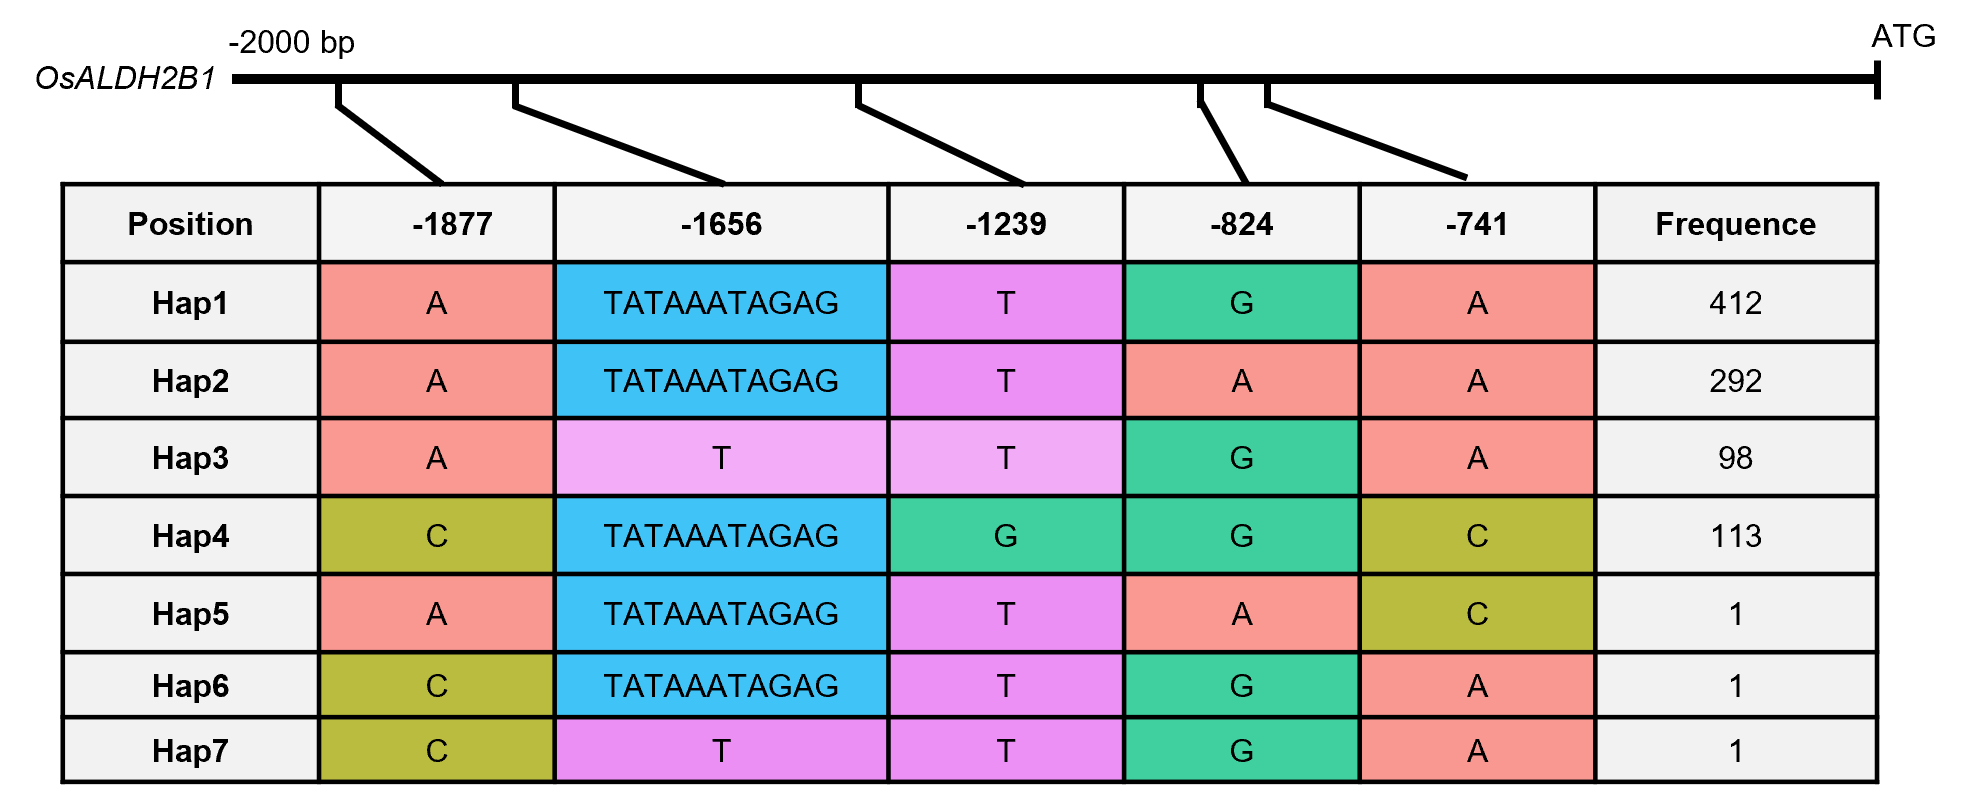 -2000 bp
ATG
OsALDH2B1
Position -1877 -1656 -1239 -824 -741 Frequence
Hap1 A TATAAATAGAG T G A 412
Hap2 A TATAAATAGAG T A A 292
Hap3 A T T G A 98
Hap4 C TATAAATAGAG G G C 113
Hap5 A TATAAATAGAG T A C 1
Hap6 C TATAAATAGAG T G A 1
Hap7 C T T G A 1